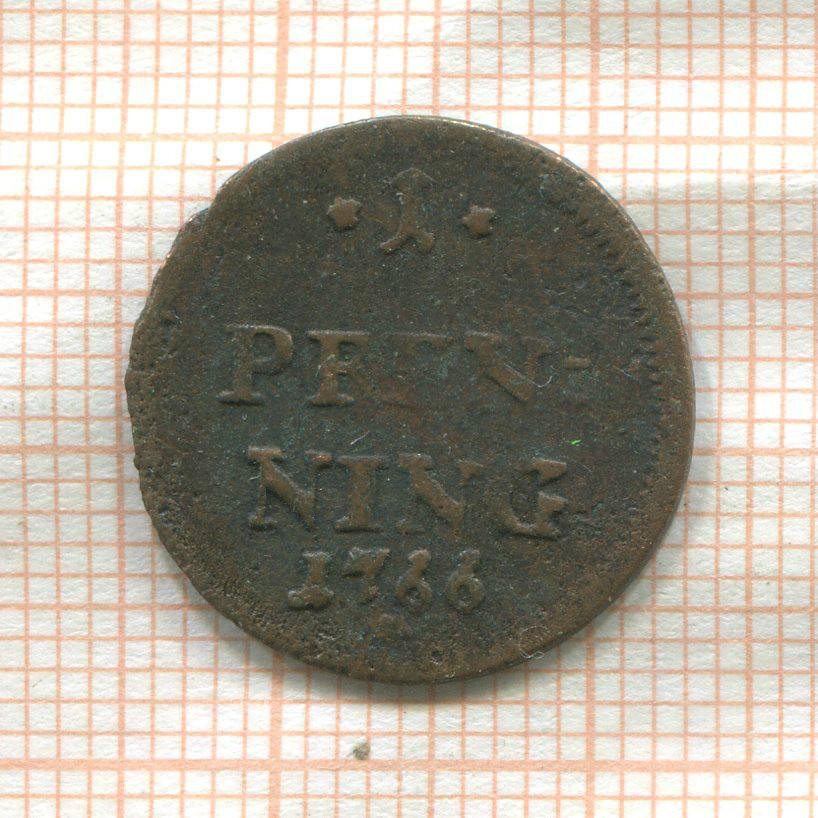 * 1 *
PFEN-
NING
1766